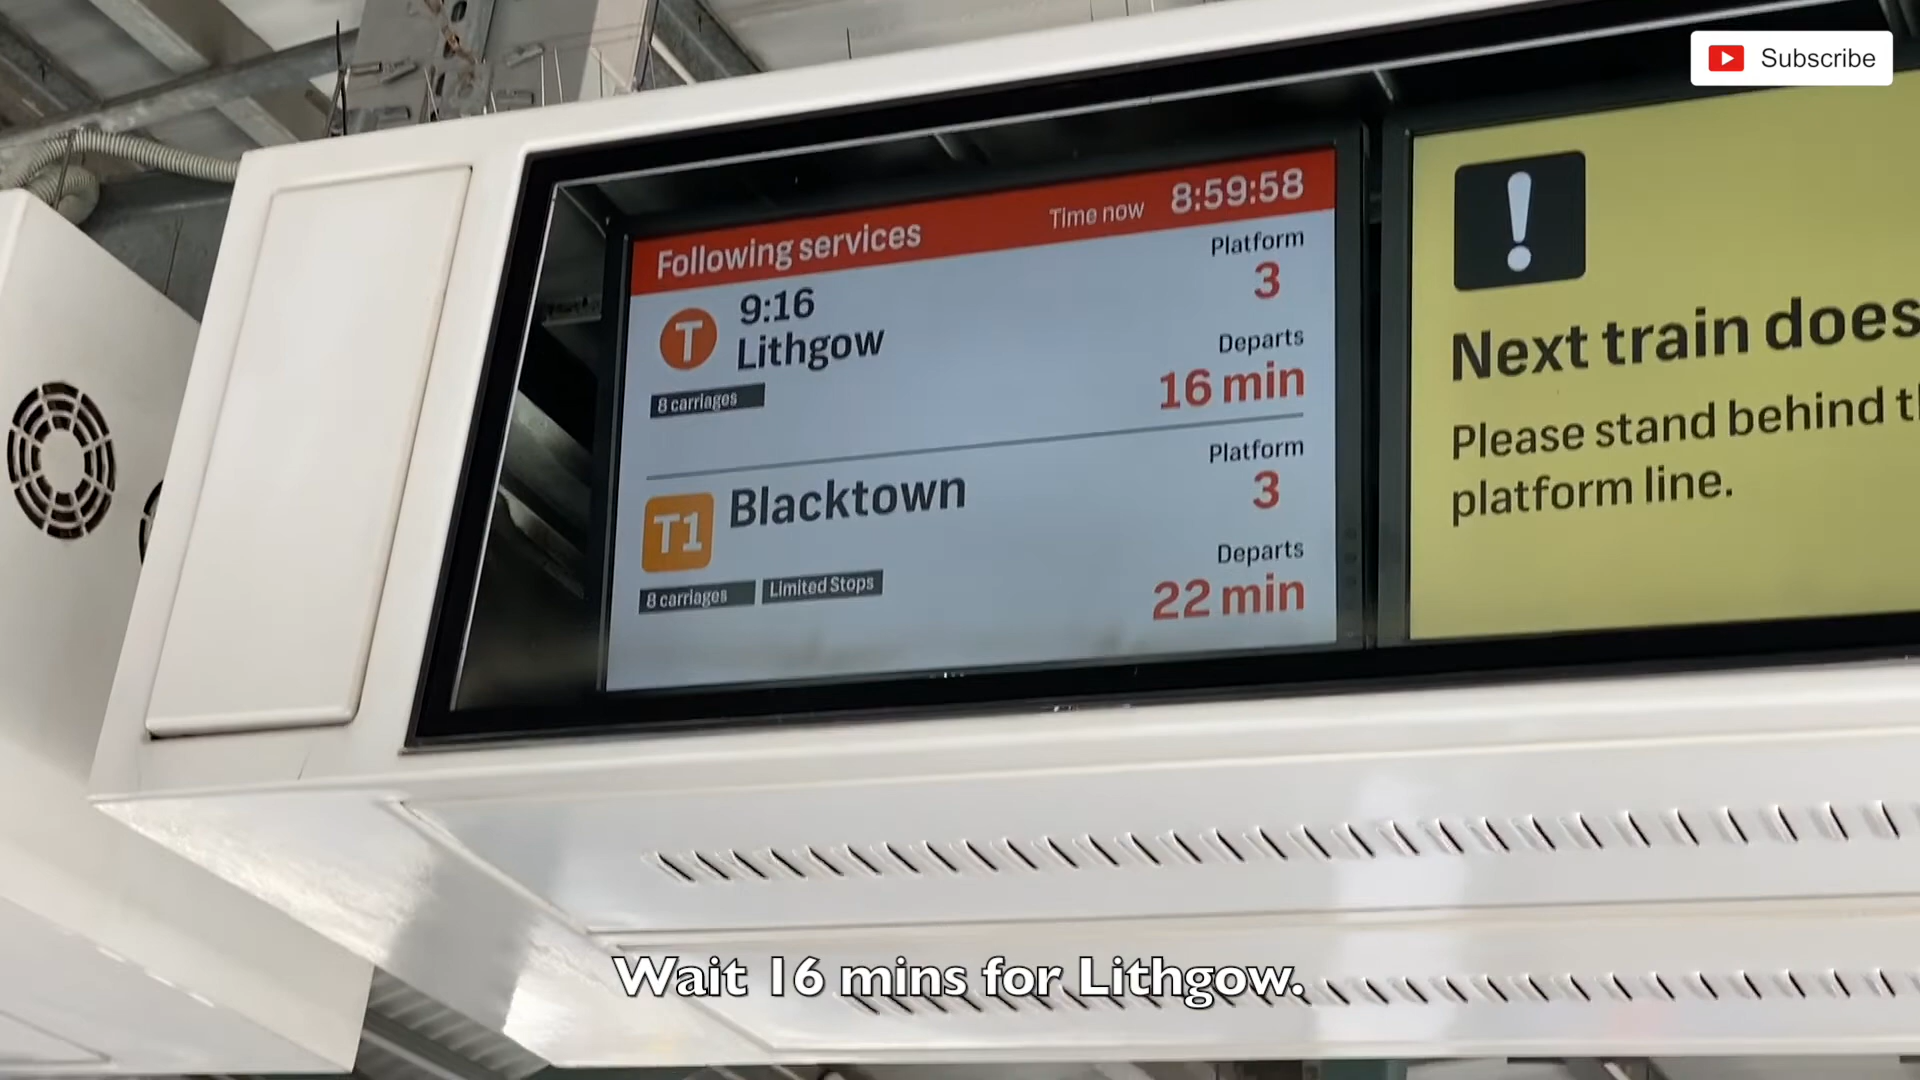 Subscribe
Following services
Time now 8:59:58
T 9:16
Lithgow
8 carriages
Platform
3
Departs
16 min
T1 Blacktown
8 carriages Limited Stops
Platform
3
Departs
22 min
!
Next train does
Please stand behind
platform line.
Wait 16 mins for Lithgow.